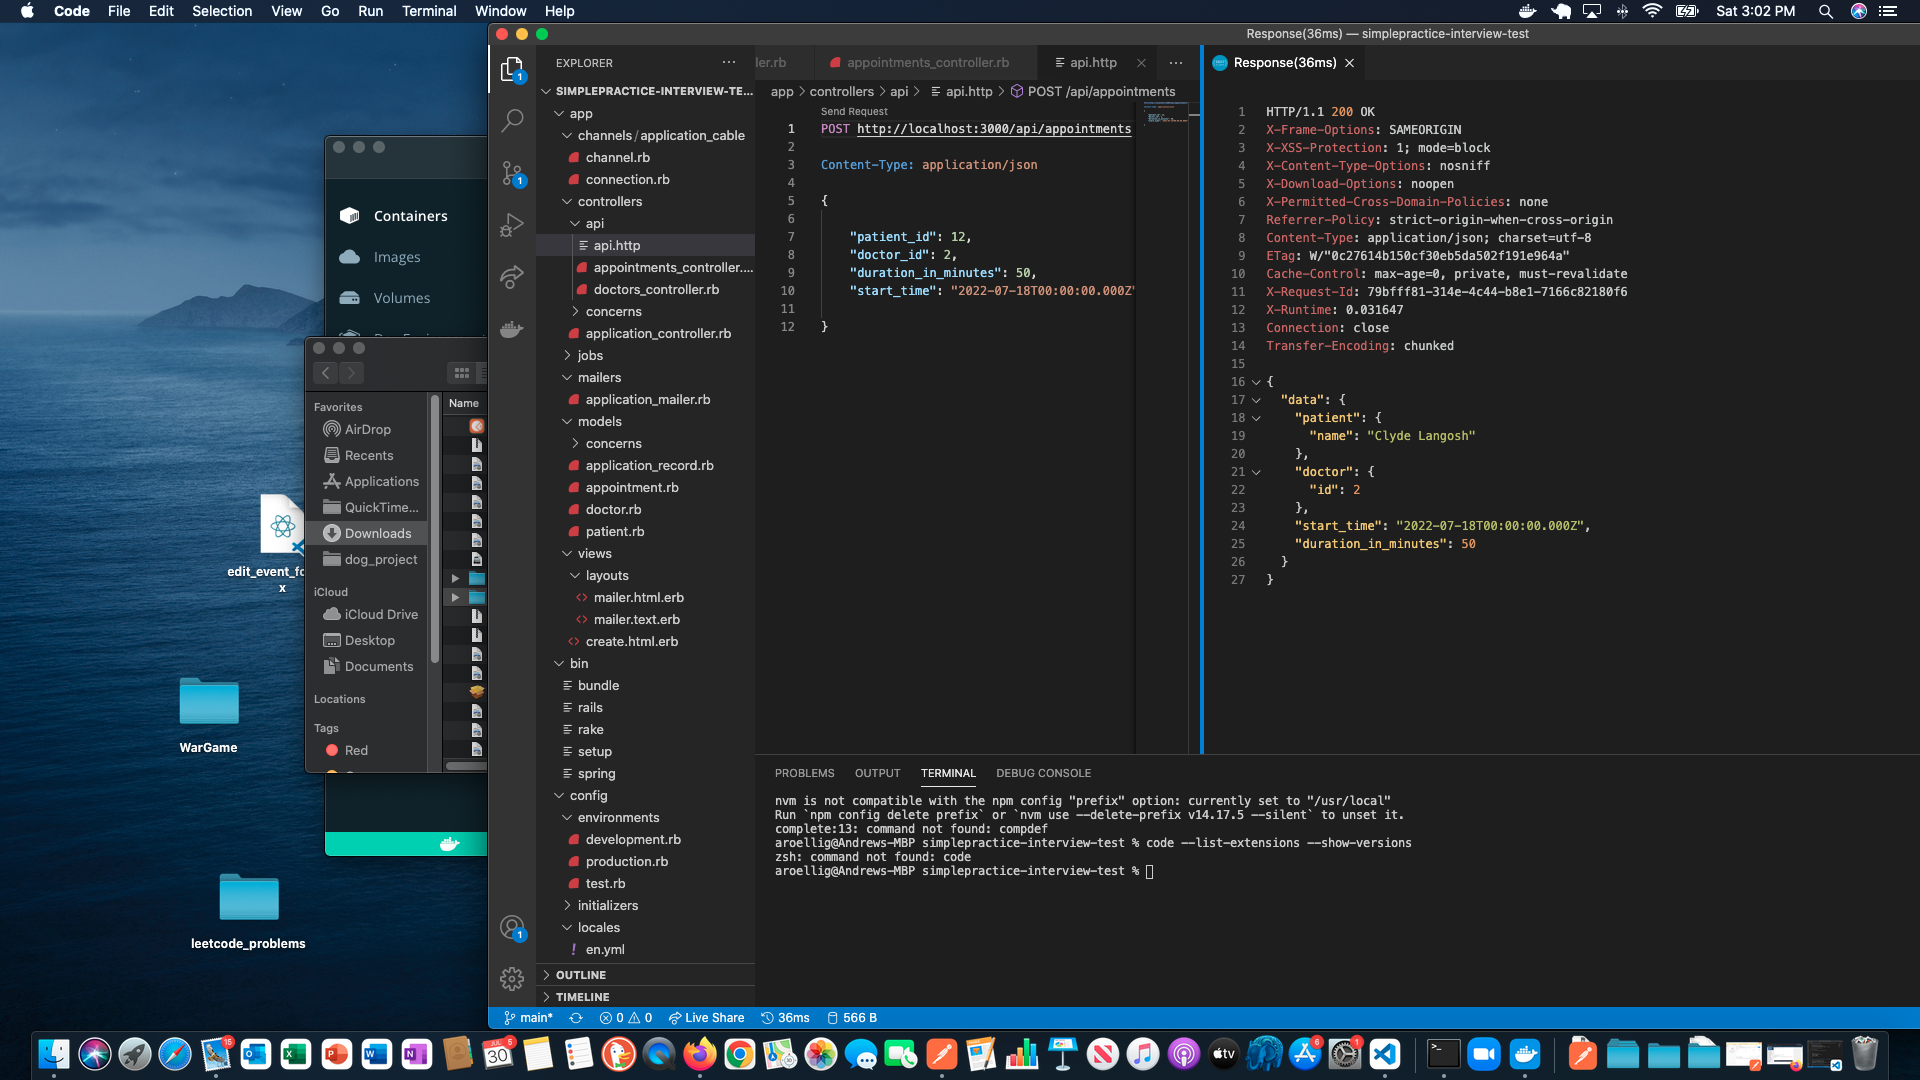 Code File Edit Selection View Go Run Terminal Window Help
Sat 3:02 PM
Response(36ms) — simplepractice-interview-test
Containers
Images
Volumes
Favorites
AirDrop
Recents
Applications
QuickTime...
Downloads
dog_project
iCloud
iCloud Drive
Desktop
Documents
Locations
Tags
Red
Name
edit_event_fo
x
WarGame
leetcode_problems
EXPLORER
SIMPLEPRACTICE-INTERVIEW-TE...
app
channels/application_cable
channel.rb
connection.rb
controllers
api
api.http
appointments_controller....
doctors_controller.rb
concerns
application_controller.rb
jobs
mailers
application_mailer.rb
models
concerns
application_record.rb
appointment.rb
doctor.rb
patient.rb
views
layouts
mailer.html.erb
mailer.text.erb
create.html.erb
bin
bundle
rails
rake
setup
spring
config
environments
development.rb
production.rb
test.rb
initializers
locales
en.yml
OUTLINE
TIMELINE
ler.rb appointments_controller.rb api.http
app > controllers > api > api.http > POST /api/appointments
Send Request
1 POST http://localhost:3000/api/appointments
2
3 Content-Type: application/json
4
5 {
6
7 "patient_id": 12,
8 "doctor_id": 2,
9 "duration_in_minutes": 50,
10 "start_time": "2022-07-18T00:00:00.000Z"
11
12 }
Response(36ms)
1 HTTP/1.1 200 OK
2 X-Frame-Options: SAMEORIGIN
3 X-XSS-Protection: 1; mode=block
4 X-Content-Type-Options: nosniff
5 X-Download-Options: noopen
6 X-Permitted-Cross-Domain-Policies: none
7 Referrer-Policy: strict-origin-when-cross-origin
8 Content-Type: application/json; charset=utf-8
9 ETag: W/"0c27614b150cf30eb5da502f191e964a"
10 Cache-Control: max-age=0, private, must-revalidate
11 X-Request-Id: 79bfff81-314e-4c44-b8e1-7166c82180f6
12 X-Runtime: 0.031647
13 Connection: close
14 Transfer-Encoding: chunked
15
16 {
17 "data": {
18 "patient": {
19 "name": "Clyde Langosh"
20 },
21 "doctor": {
22 "id": 2
23 },
24 "start_time": "2022-07-18T00:00:00.000Z",
25 "duration_in_minutes": 50
26 }
27 }
PROBLEMS OUTPUT TERMINAL DEBUG CONSOLE
nvm is not compatible with the npm config "prefix" option: currently set to "/usr/local"
Run `npm config delete prefix` or `nvm use --delete-prefix v14.17.5 --silent` to unset it.
complete:13: command not found: compdef
aroellig@Andrews-MBP simplepractice-interview-test % code --list-extensions --show-versions
zsh: command not found: code
aroellig@Andrews-MBP simplepractice-interview-test %
main* 0 0 Live Share 36ms 566 B
15
JUL 5
30
tv
6
1